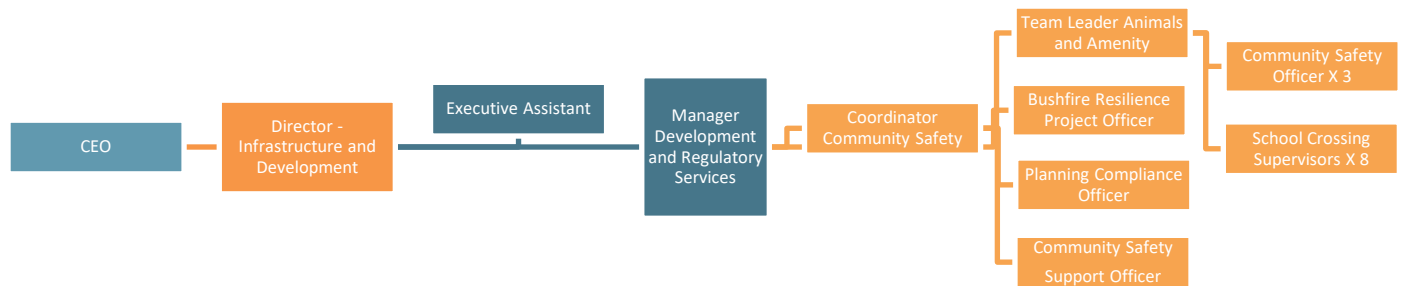 CEO
Director -
Infrastructure and
Development
Executive Assistant
Manager
Development
and Regulatory
Services
Coordinator
Community Safety
Team Leader Animals
and Amenity
Bushfire Resilience
Project Officer
Planning Compliance
Officer
Community Safety
Support Officer
Community Safety
Officer X 3
School Crossing
Supervisors X 8